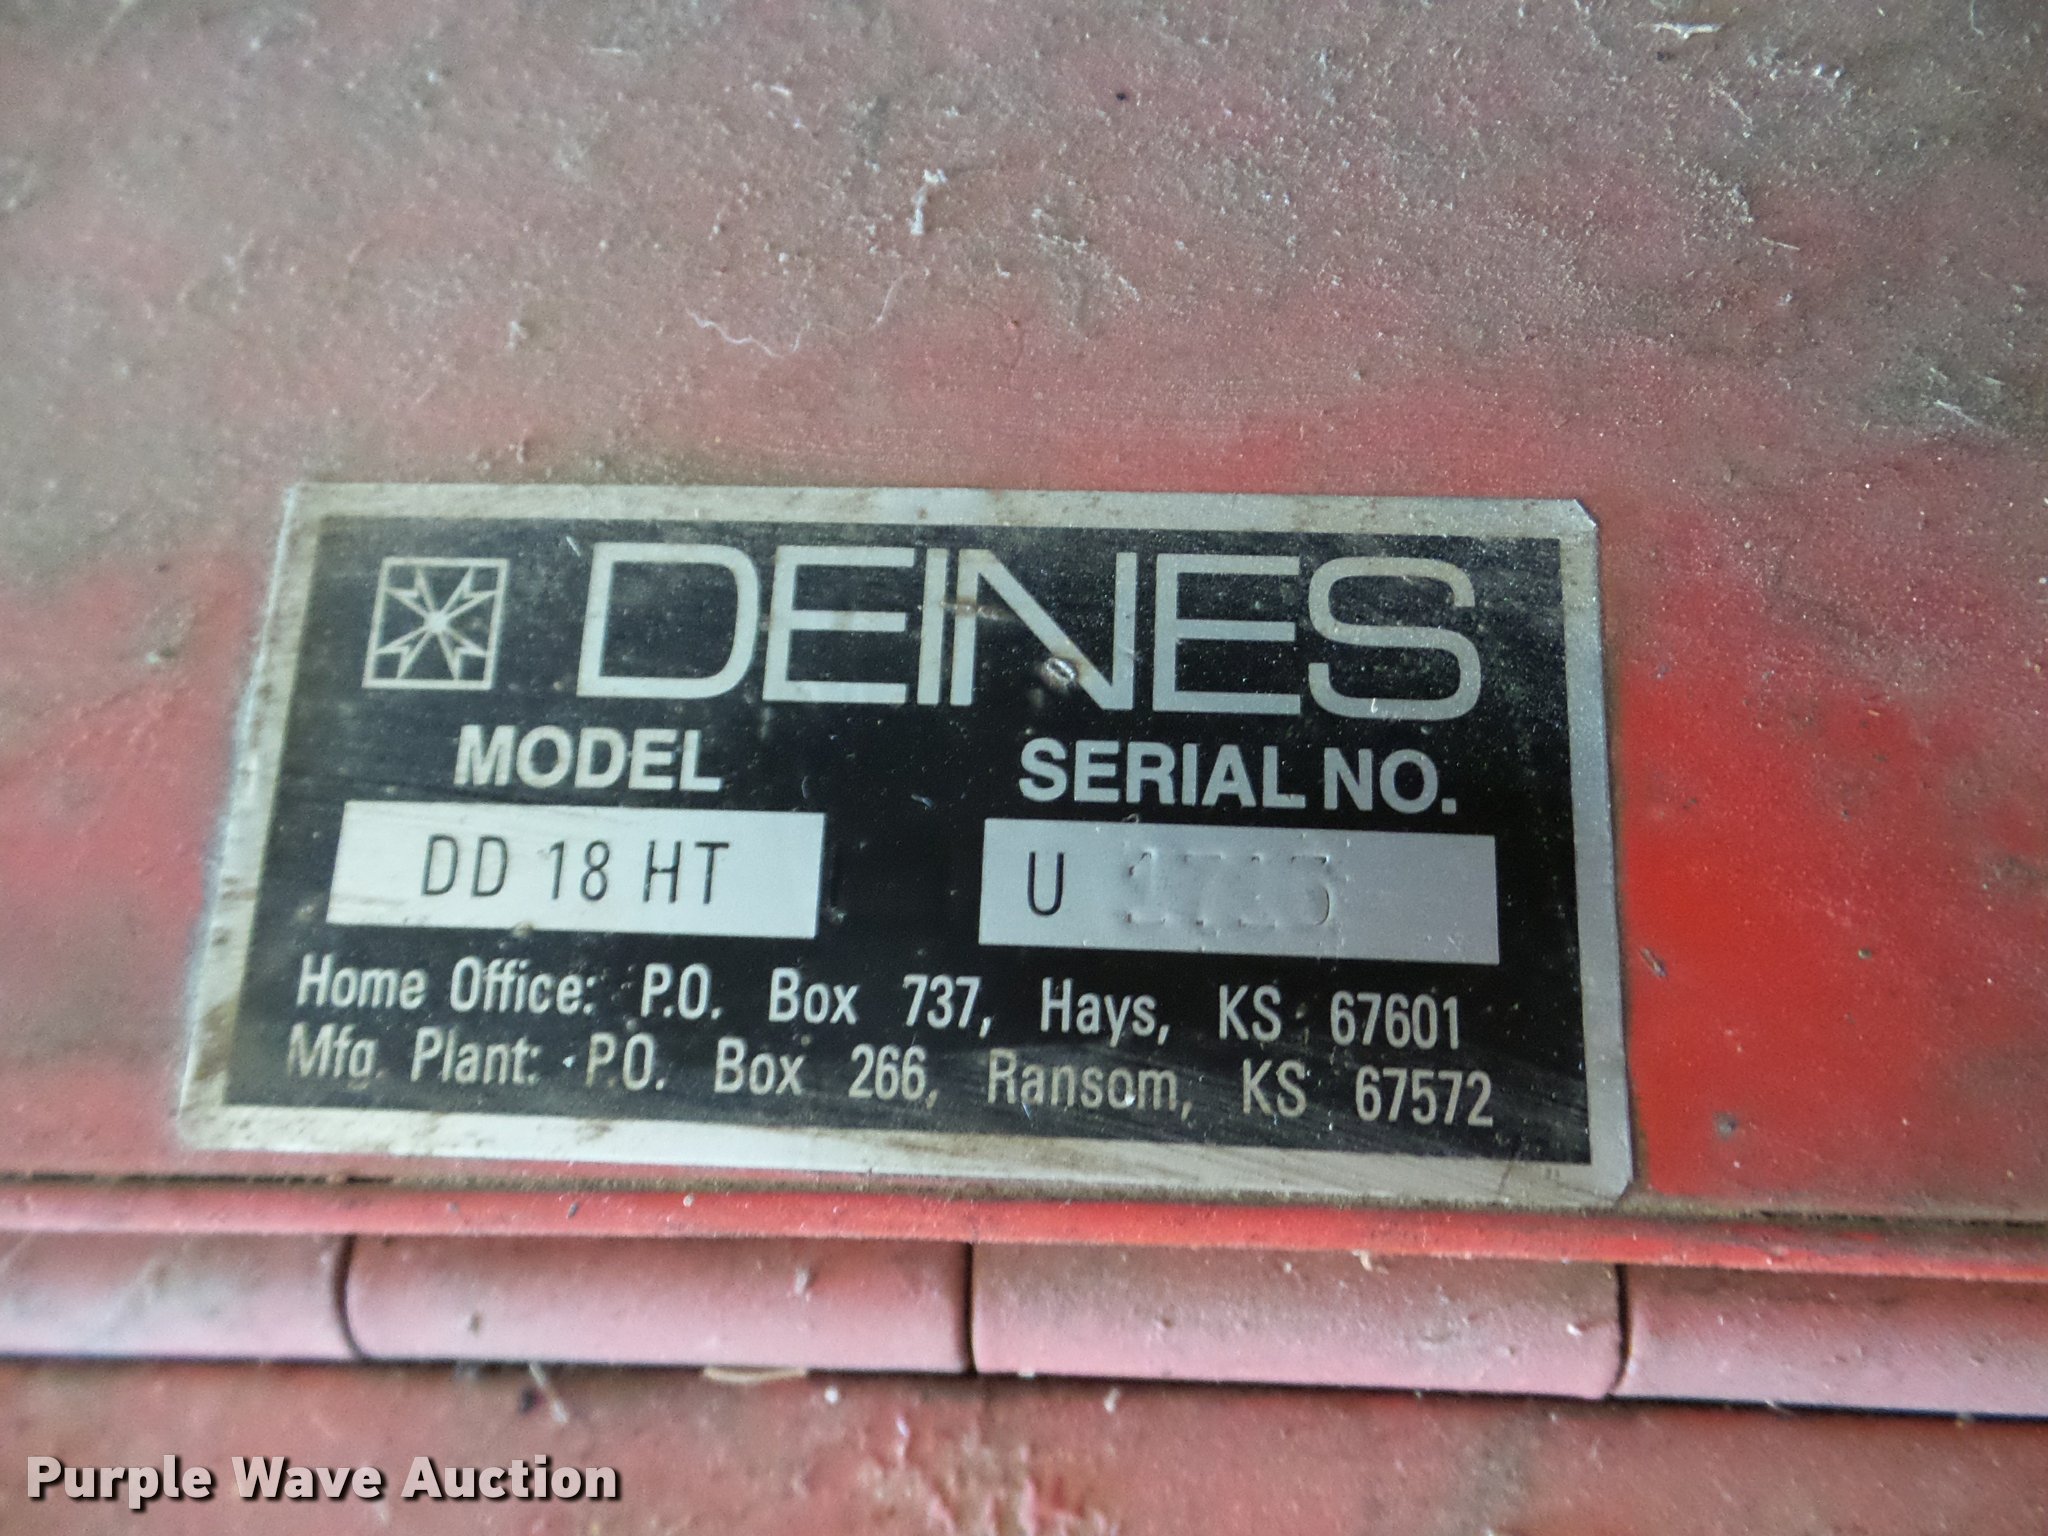 DEINES
MODEL SERIAL NO.
DD 18 HT U
Home Office: P.O. Box 737, Hays, KS 67601
Mfg. Plant: P.O. Box 266, Ransom, KS 67572
Purple Wave Auction